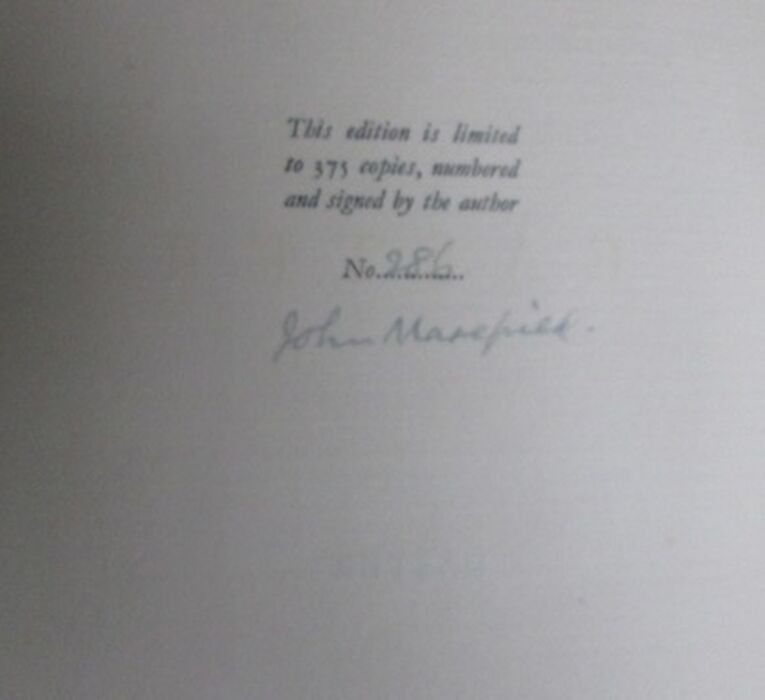 This edition is limited
to 375 copies, numbered
and signed by the author
No. 286
John Masefield.